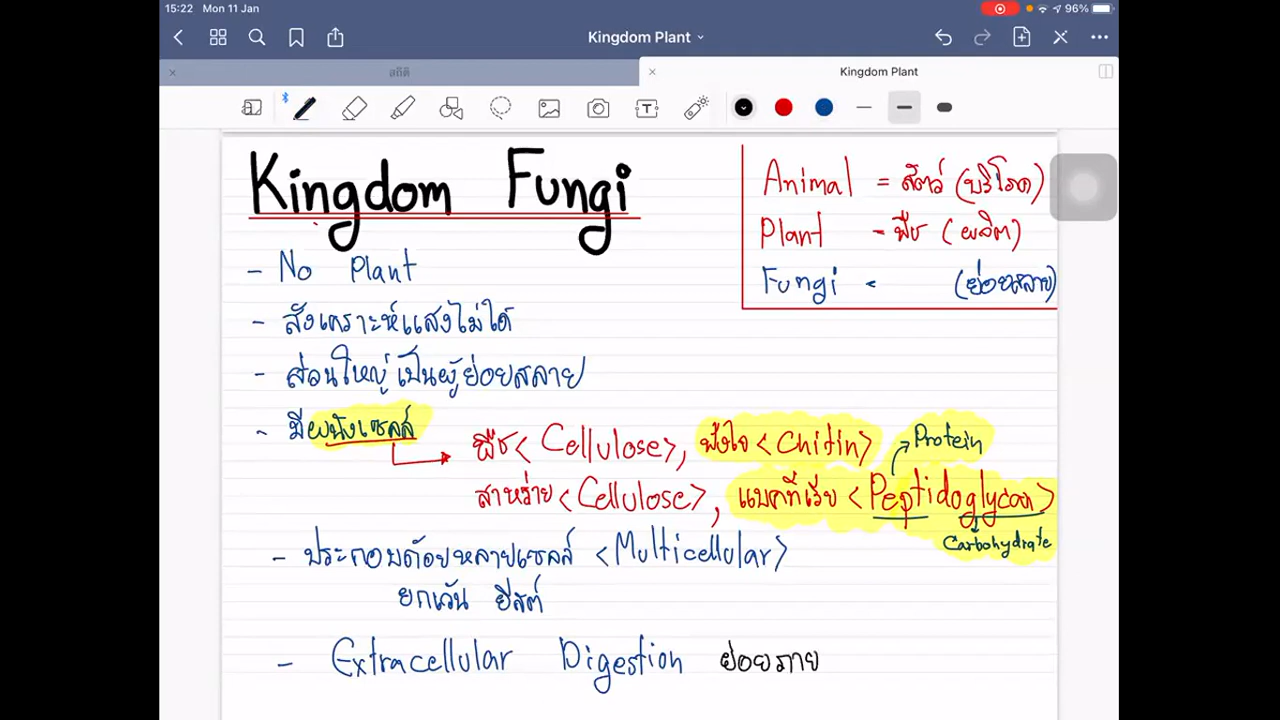 15:22 Mon 11 Jan
96%
Kingdom Plant
สถิติ
Kingdom Plant
Kingdom Fungi
Animal = สัตว์ (บริโภค)
Plant = พืช (ผลิต)
Fungi = (ย่อยสลาย)
- No Plant
- สังเคราะห์แสงไม่ได้
- ส่วนใหญ่เป็นผู้ย่อยสลาย
- มีผนังเซลล์
พืช <Cellulose>, ฟังไจ <Chitin>
Protein
สาหร่าย <Cellulose>, แบคทีเรีย <Peptidoglycan>
Carbohydrate
- ประกอบด้วยหลายเซลล์ <Multicellular>
ยกเว้น ยีสต์
- Extracellular Digestion ย่อยภาย